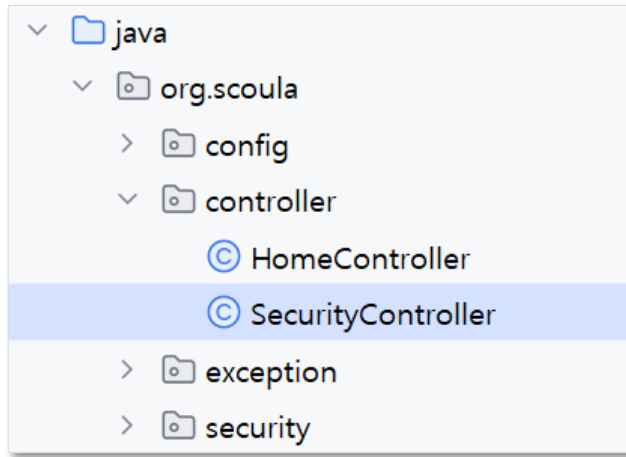 java
org.scoula
config
controller
HomeController
SecurityController
exception
security